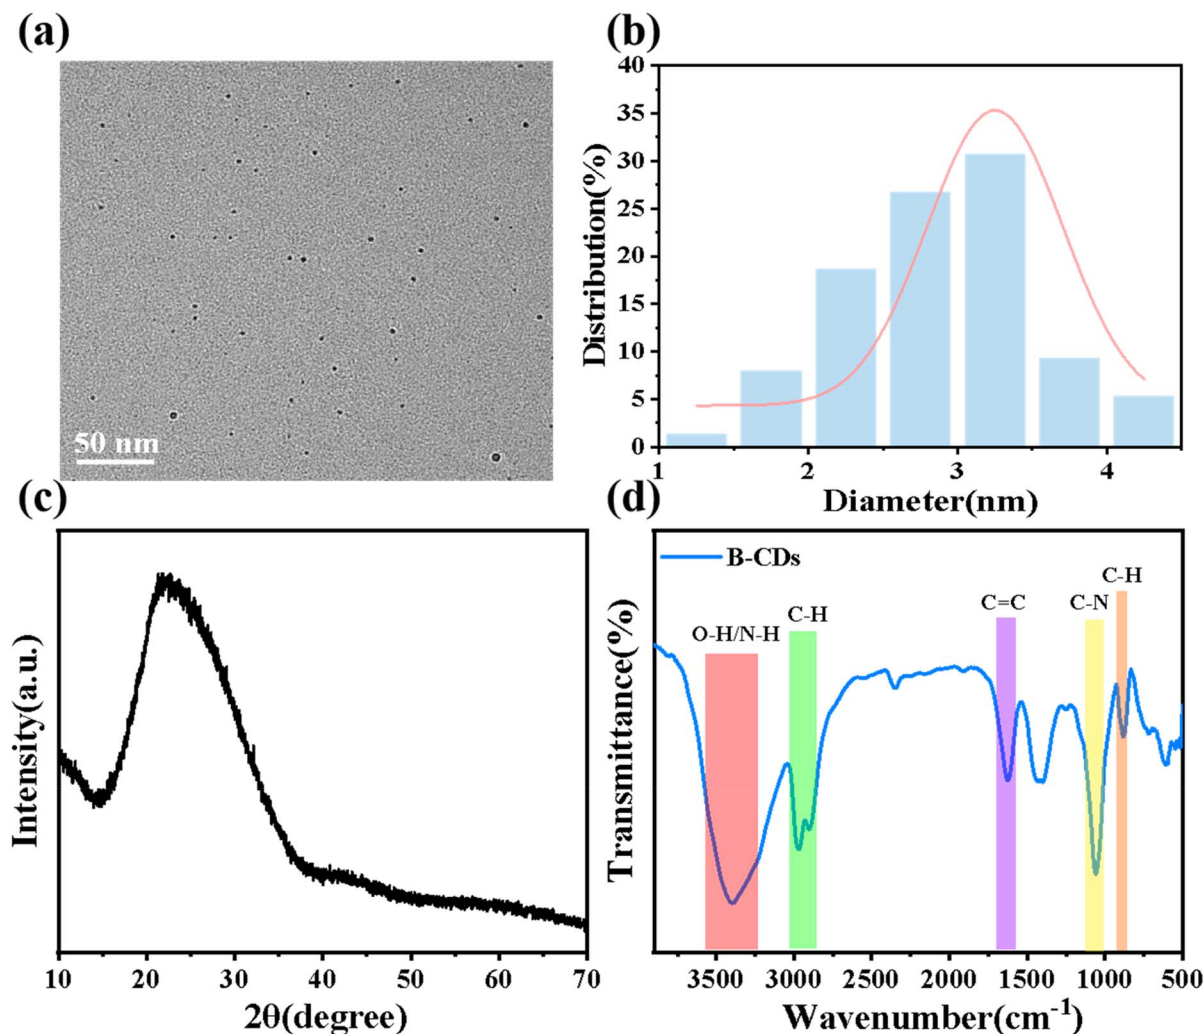 (a)
50 nm
(b)
Distribution(%)
40
35
30
25
20
15
10
5
0
1 2 3 4
Diameter(nm)
(c)
Intensity(a.u.)
10 20 30 40 50 60 70
2θ(degree)
(d)
B-CDs
O-H/N-H
C-H
C=C
C-N
C-H
Transmittance(%)
3500 3000 2500 2000 1500 1000 500
Wavenumber(cm⁻¹)